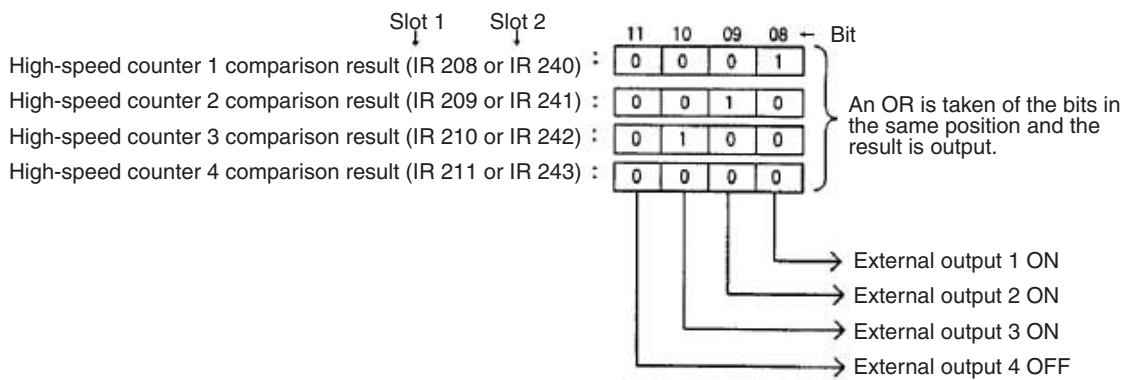 Slot 1 Slot 2
11 10 09 08 ← Bit
High-speed counter 1 comparison result (IR 208 or IR 240) : 0 0 0 1
High-speed counter 2 comparison result (IR 209 or IR 241) : 0 0 1 0
High-speed counter 3 comparison result (IR 210 or IR 242) : 0 1 0 0
High-speed counter 4 comparison result (IR 211 or IR 243) : 0 0 0 0
An OR is taken of the bits in
the same position and the
result is output.
External output 1 ON
External output 2 ON
External output 3 ON
External output 4 OFF